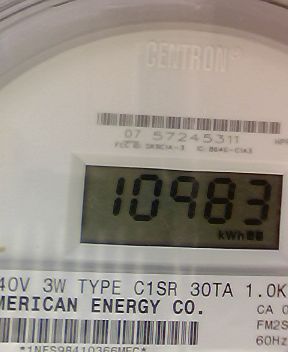 CENTRON®
07 57245311
10983
kWh
40V 3W TYPE C1SR 30TA 1.0K
MERICAN ENERGY CO.
CA 0
FM2S
60Hz
*1NES98410366MEC*